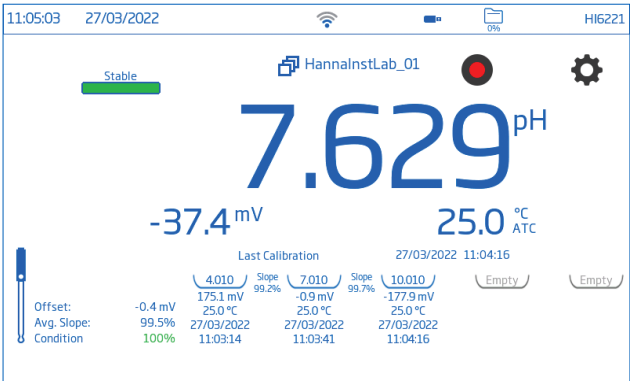 11:05:03 27/03/2022 0% HI6221
Stable HannaInstLab_01
7.629 pH
-37.4 mV 25.0 °C ATC
Last Calibration 27/03/2022 11:04:16
4.010 Slope 99.2% 7.010 Slope 99.7% 10.010 Empty Empty
175.1 mV -0.9 mV -177.9 mV
Offset: -0.4 mV 25.0 °C 25.0 °C 25.0 °C
Avg. Slope: 99.5% 27/03/2022 27/03/2022 27/03/2022
Condition 100% 11:03:14 11:03:41 11:04:16